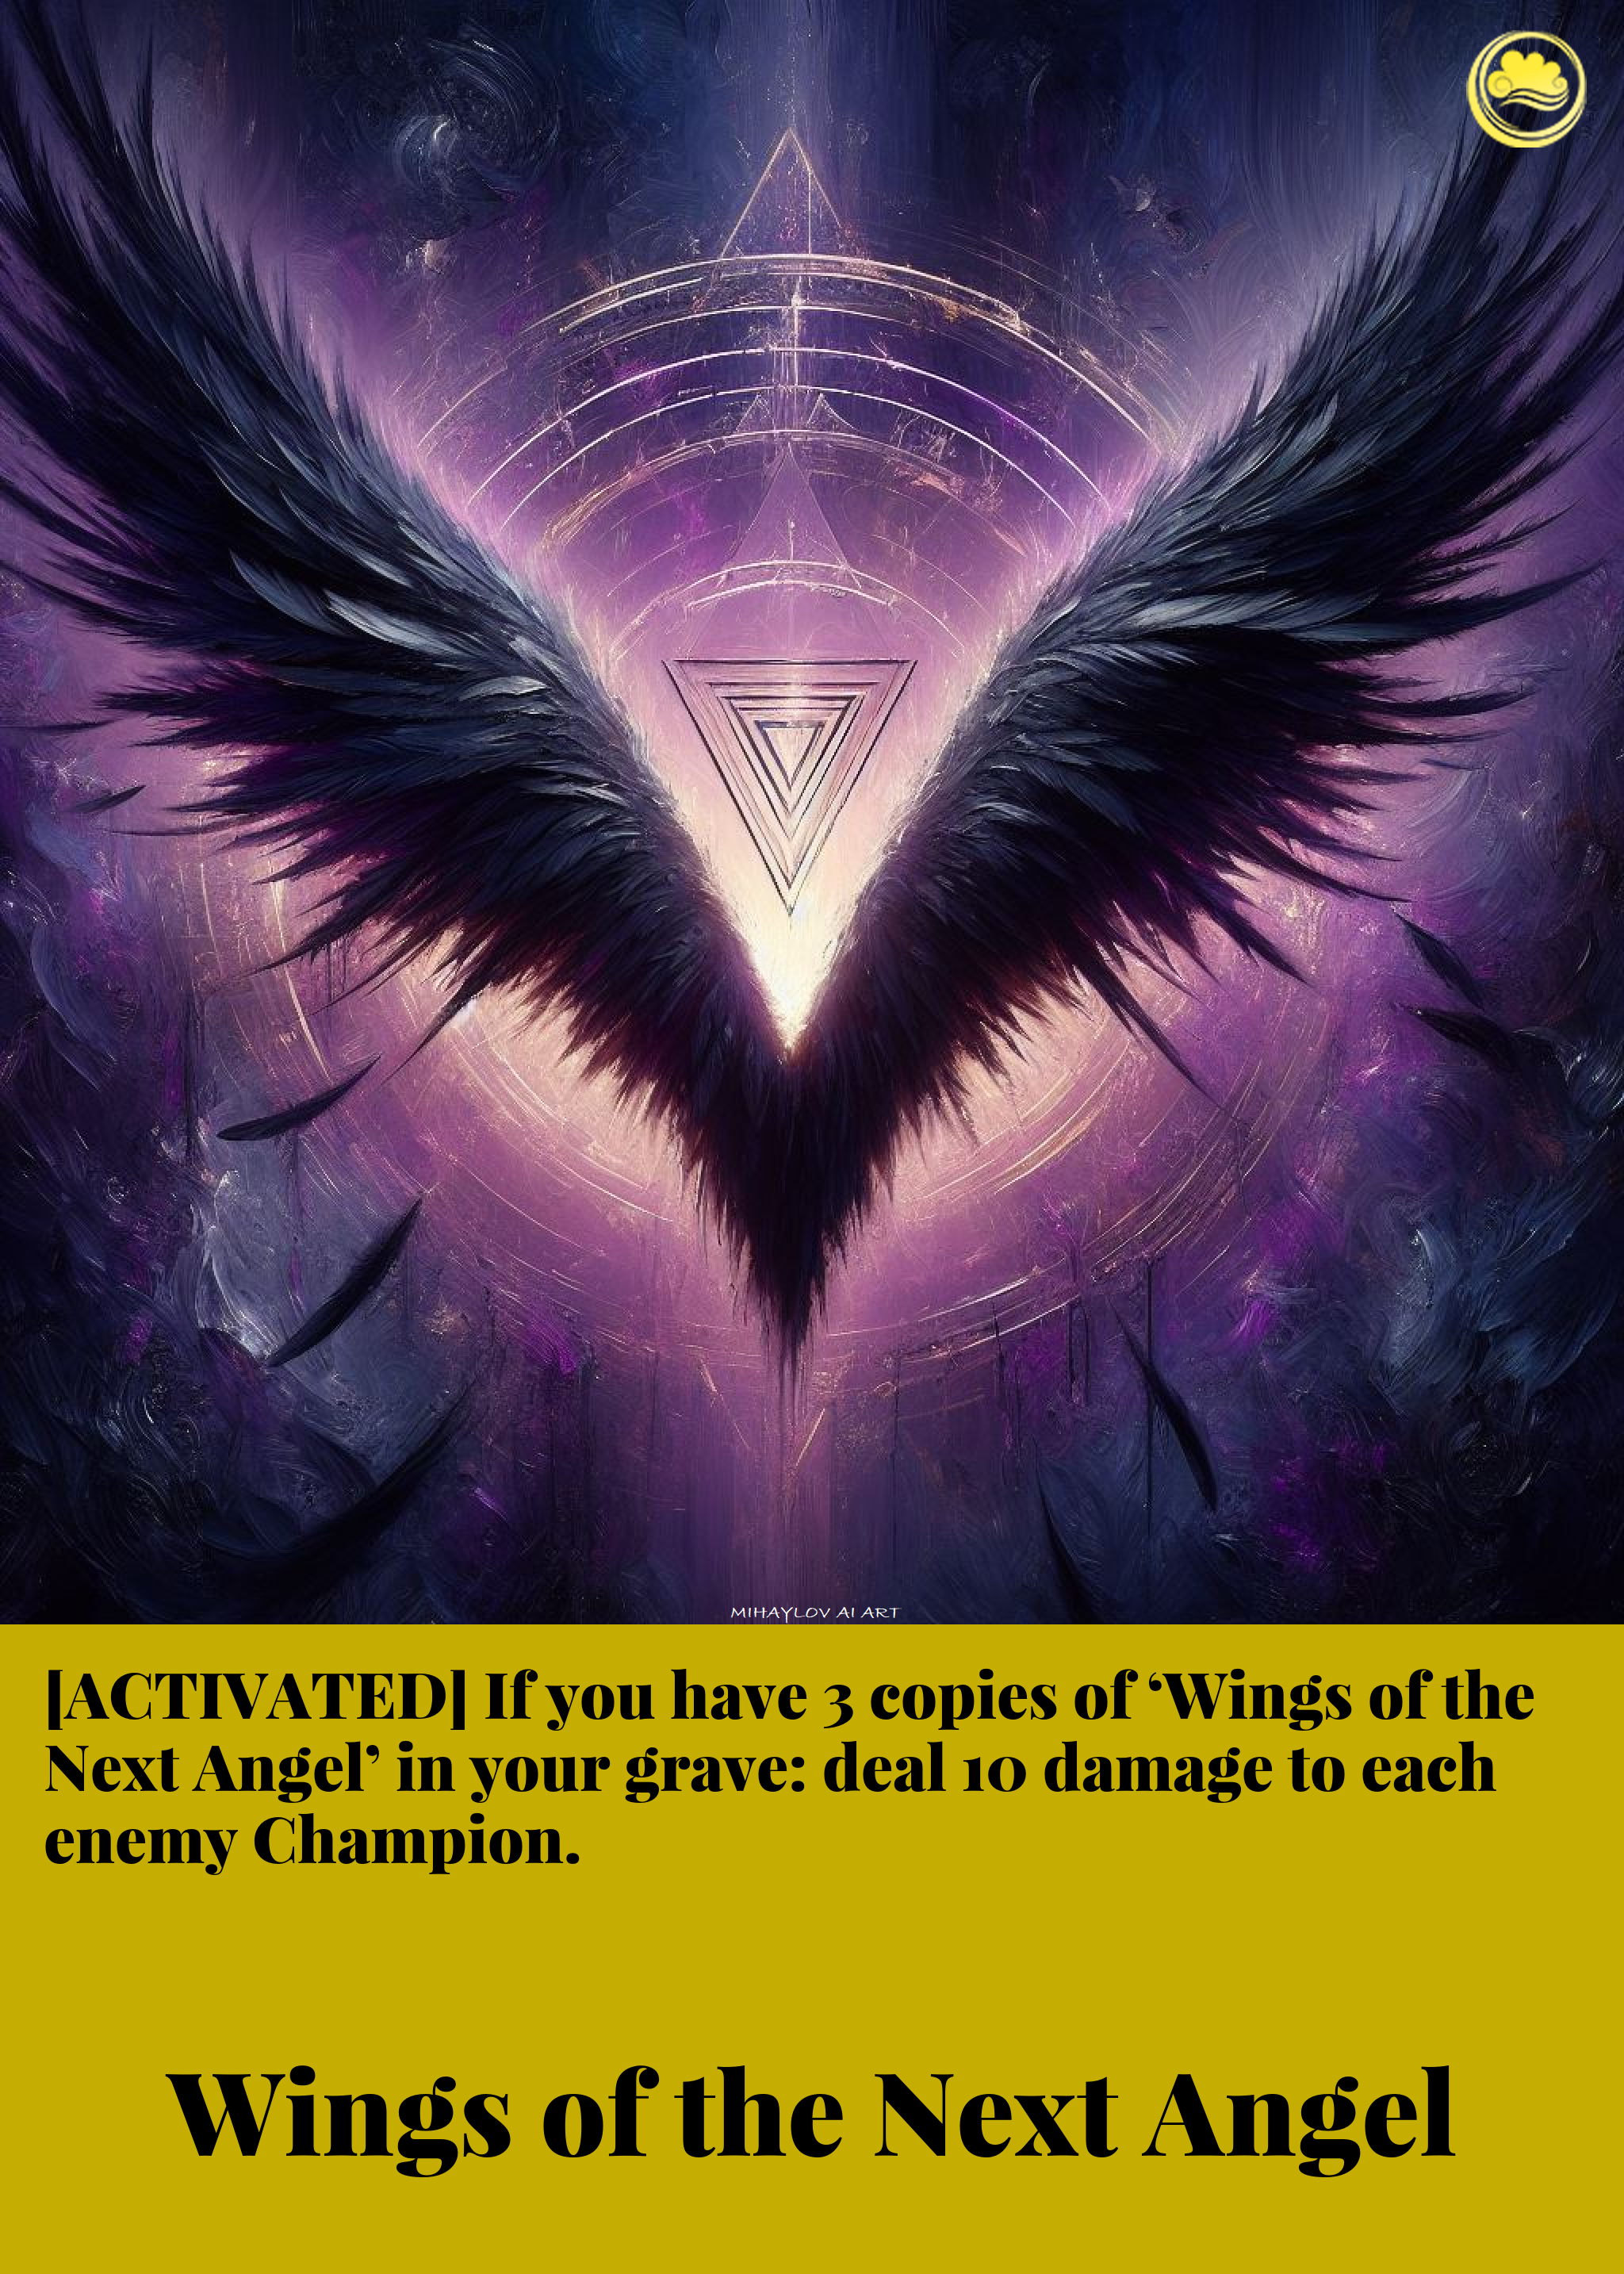 MIHAYLOV AI ART
[ACTIVATED] If you have 3 copies of ‘Wings of the
Next Angel’ in your grave: deal 10 damage to each
enemy Champion.
Wings of the Next Angel